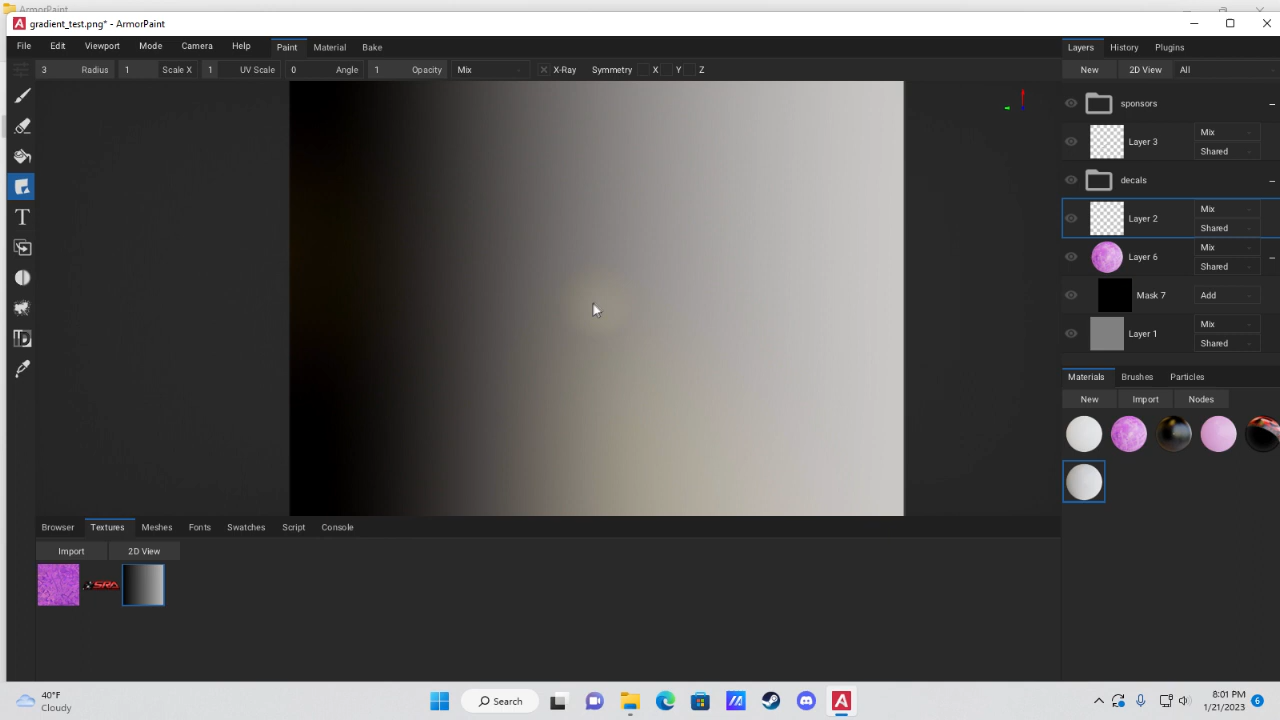 ArmorPaint
gradient_test.png* - ArmorPaint
File Edit Viewport Mode Camera Help Paint Material Bake
3 Radius 1 Scale X 1 UV Scale 0 Angle 1 Opacity Mix X-Ray Symmetry X Y Z
Layers History Plugins
New 2D View All
sponsors
Layer 3 Mix
Shared
decals
Layer 2 Mix
Shared
Layer 6 Mix
Shared
Mask 7 Add
Layer 1 Mix
Shared
Materials Brushes Particles
New Import Nodes
Browser Textures Meshes Fonts Swatches Script Console
Import 2D View
SRA
40°F
Cloudy
Search
8:01 PM
1/21/2023
6